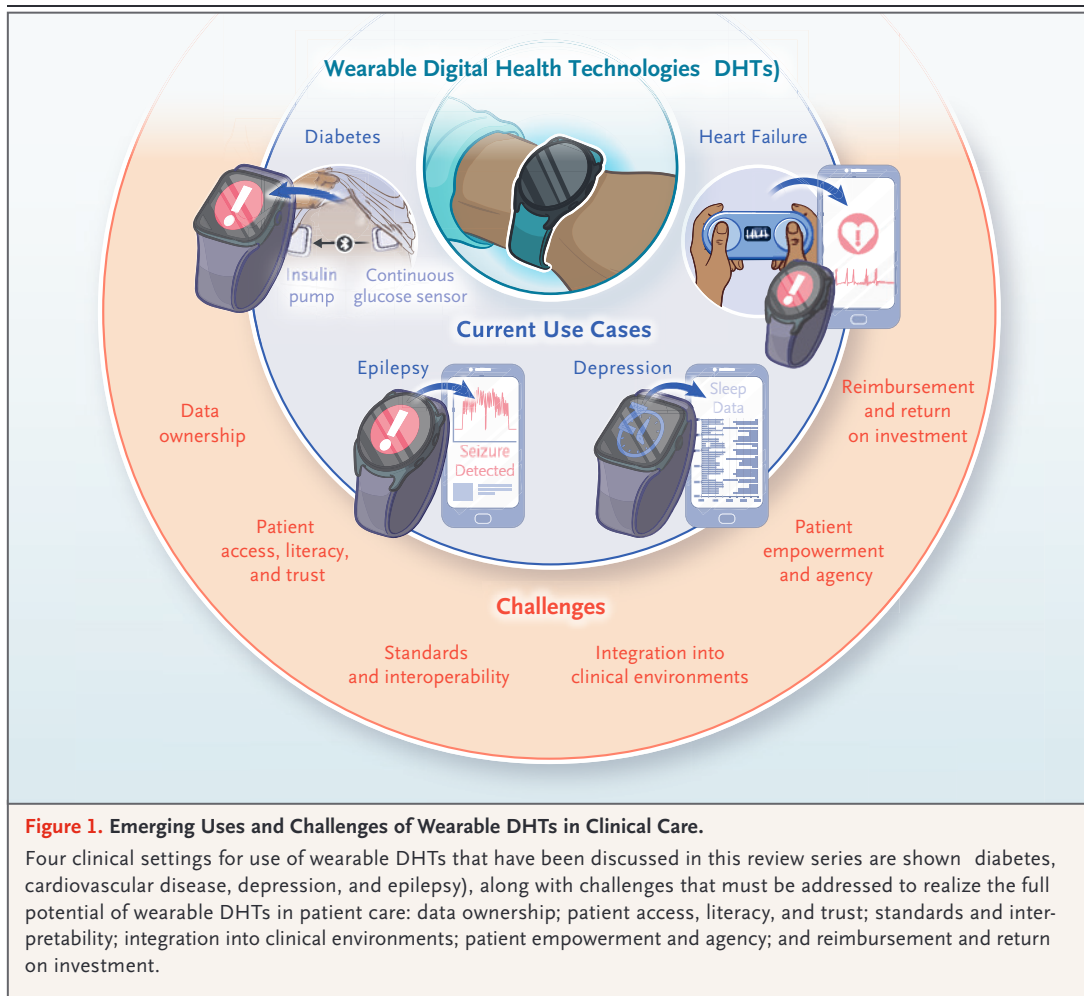 Wearable Digital Health Technologies DHTs)
Diabetes
Heart Failure
Insulin
pump
Continuous
glucose sensor
Current Use Cases
Epilepsy
Depression
Seizure
Detected
Sleep
Data
Data
ownership
Reimbursement
and return
on investment
Patient
access, literacy,
and trust
Patient
empowerment
and agency
Challenges
Standards
and interoperability
Integration into
clinical environments
Figure 1. Emerging Uses and Challenges of Wearable DHTs in Clinical Care.
Four clinical settings for use of wearable DHTs that have been discussed in this review series are shown diabetes,
cardiovascular disease, depression, and epilepsy), along with challenges that must be addressed to realize the full
potential of wearable DHTs in patient care: data ownership; patient access, literacy, and trust; standards and inter-
pretability; integration into clinical environments; patient empowerment and agency; and reimbursement and return
on investment.